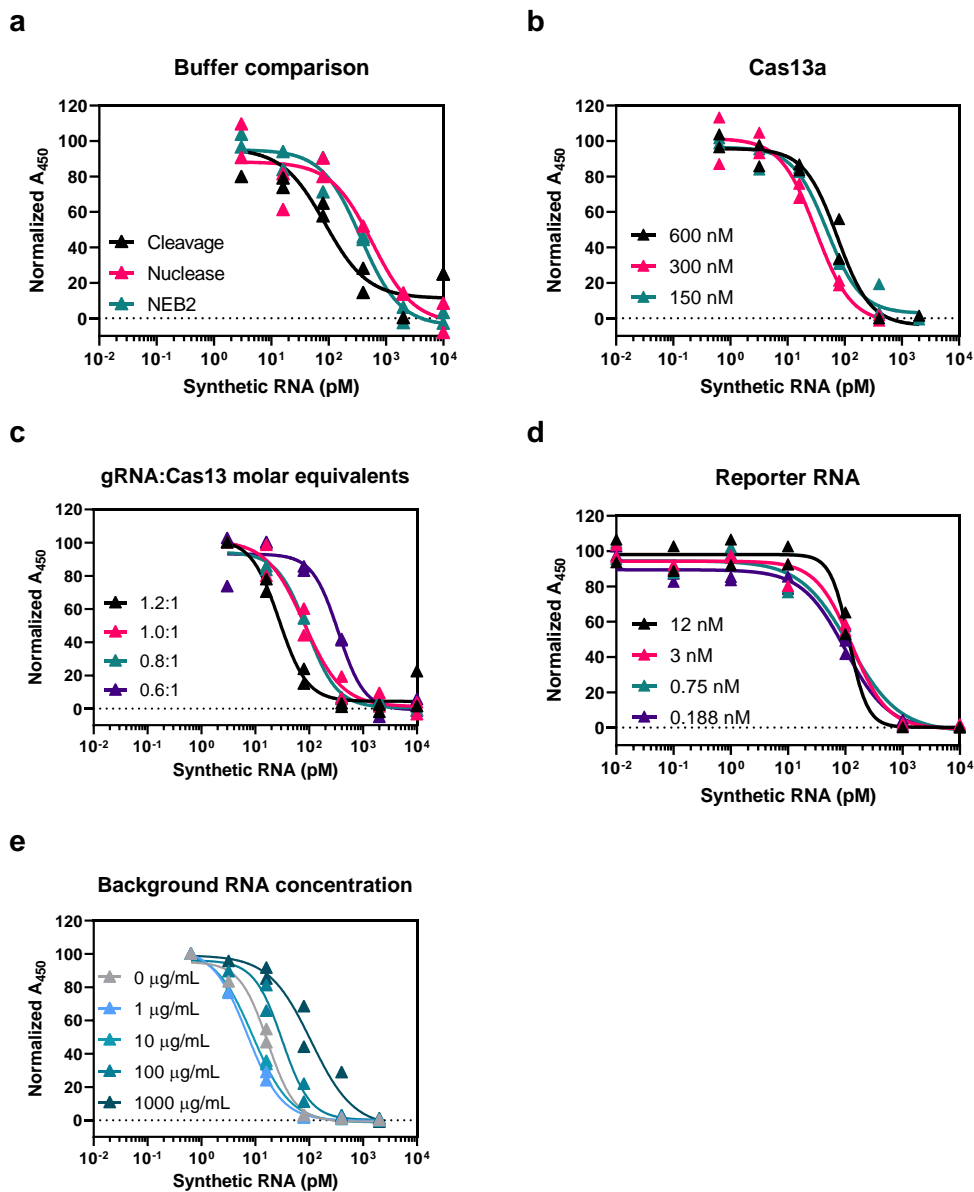 a
Buffer comparison
120
100
80
60
40
20
0
Normalized A450
Cleavage
Nuclease
NEB2
10-2 10-1 100 101 102 103 104
Synthetic RNA (pM)
b
Cas13a
120
100
80
60
40
20
0
Normalized A450
600 nM
300 nM
150 nM
10-2 10-1 100 101 102 103 104
Synthetic RNA (pM)
c
gRNA:Cas13 molar equivalents
120
100
80
60
40
20
0
Normalized A450
1.2:1
1.0:1
0.8:1
0.6:1
10-2 10-1 100 101 102 103 104
Synthetic RNA (pM)
d
Reporter RNA
120
100
80
60
40
20
0
Normalized A450
12 nM
3 nM
0.75 nM
0.188 nM
10-2 10-1 100 101 102 103 104
Synthetic RNA (pM)
e
Background RNA concentration
120
100
80
60
40
20
0
Normalized A450
0 μg/mL
1 μg/mL
10 μg/mL
100 μg/mL
1000 μg/mL
10-2 10-1 100 101 102 103 104
Synthetic RNA (pM)